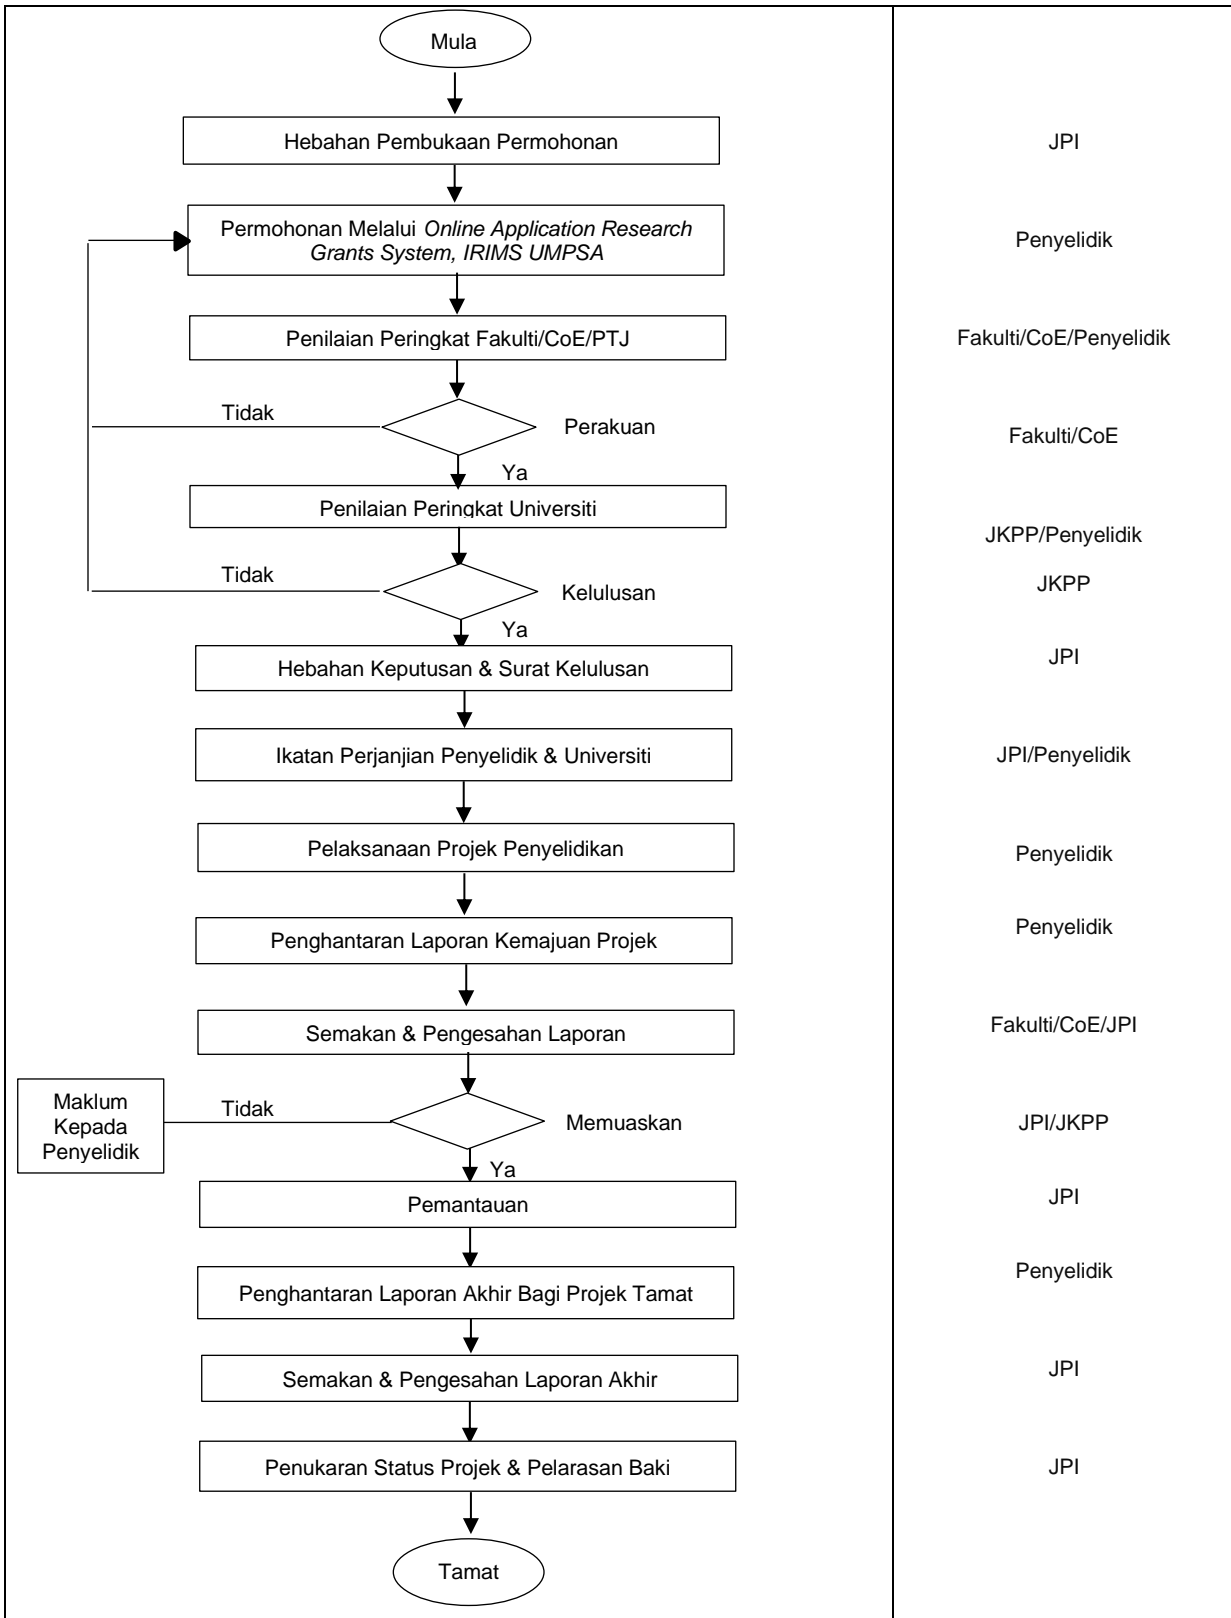 Mula
Hebahan Pembukaan Permohonan
JPI
Permohonan Melalui Online Application Research
Grants System, IRIMS UMPSA
Penyelidik
Penilaian Peringkat Fakulti/CoE/PTJ
Fakulti/CoE/Penyelidik
Tidak
Perakuan
Fakulti/CoE
Ya
Penilaian Peringkat Universiti
JKPP/Penyelidik
Tidak
Kelulusan
JKPP
Ya
Hebahan Keputusan & Surat Kelulusan
JPI
Ikatan Perjanjian Penyelidik & Universiti
JPI/Penyelidik
Pelaksanaan Projek Penyelidikan
Penyelidik
Penghantaran Laporan Kemajuan Projek
Penyelidik
Semakan & Pengesahan Laporan
Fakulti/CoE/JPI
Maklum
Kepada
Penyelidik
Tidak
Memuaskan
JPI/JKPP
Ya
Pemantauan
JPI
Penghantaran Laporan Akhir Bagi Projek Tamat
Penyelidik
Semakan & Pengesahan Laporan Akhir
JPI
Penukaran Status Projek & Pelarasan Baki
JPI
Tamat